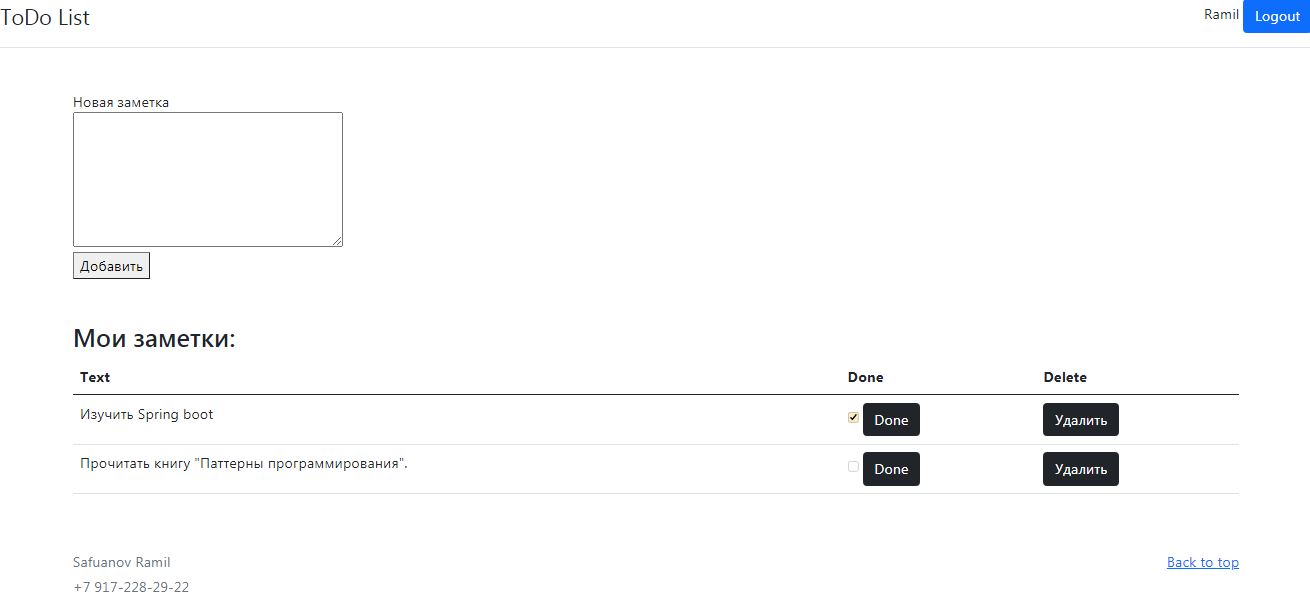 ToDo List
Ramil Logout
Новая заметка
Добавить
Мои заметки:
Text Done Delete
Изучить Spring boot Done Удалить
Прочитать книгу "Паттерны программирования". Done Удалить
Safuanov Ramil Back to top
+7 917-228-29-22